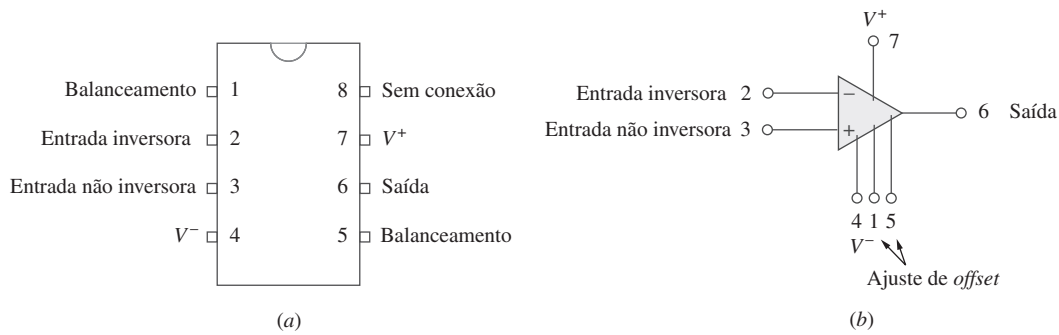 Balanceamento 1 8 Sem conexão
Entrada inversora 2 7 V⁺
Entrada não inversora 3 6 Saída
V⁻ 4 5 Balanceamento
(a)
V⁺
7
Entrada inversora 2 −
Entrada não inversora 3 +
6 Saída
4 1 5
V⁻
Ajuste de offset
(b)